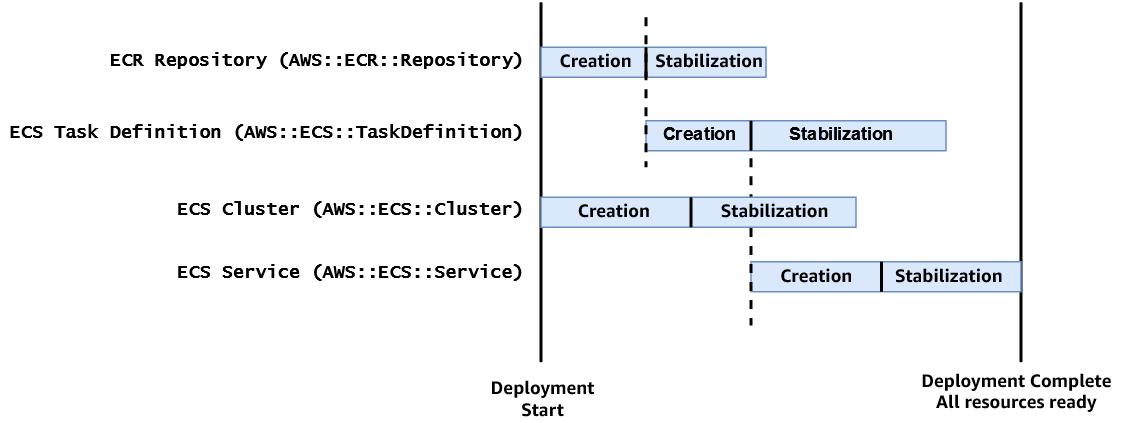 ECR Repository (AWS::ECR::Repository)
Creation
Stabilization
ECS Task Definition (AWS::ECS::TaskDefinition)
Creation
Stabilization
ECS Cluster (AWS::ECS::Cluster)
Creation
Stabilization
ECS Service (AWS::ECS::Service)
Creation
Stabilization
Deployment
Start
Deployment Complete
All resources ready